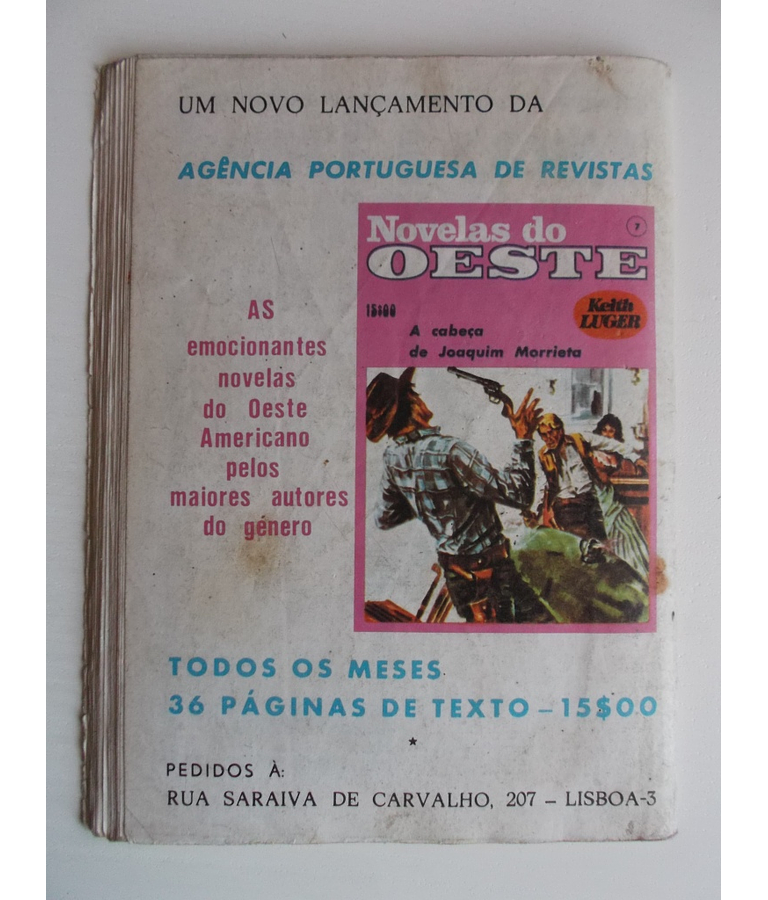 UM NOVO LANÇAMENTO DA
AGÊNCIA PORTUGUESA DE REVISTAS
Novelas do
OESTE
7
15$00
Keith
LUGER
A cabeça
de Joaquim Morrieta
AS
emocionantes
novelas
do Oeste
Americano
pelos
maiores autores
do género
TODOS OS MESES
36 PÁGINAS DE TEXTO – 15$00
*
PEDIDOS À:
RUA SARAIVA DE CARVALHO, 207 – LISBOA-3